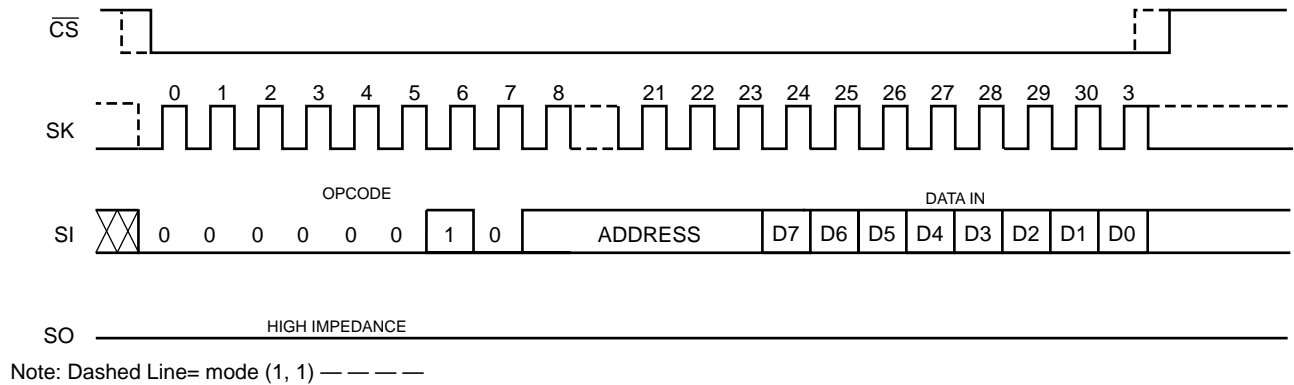 CS
0 1 2 3 4 5 6 7 8 21 22 23 24 25 26 27 28 29 30 3
SK
OPCODE
DATA IN
SI 0 0 0 0 0 0 1 0 ADDRESS D7 D6 D5 D4 D3 D2 D1 D0
HIGH IMPEDANCE
SO
Note: Dashed Line= mode (1, 1) — — — —